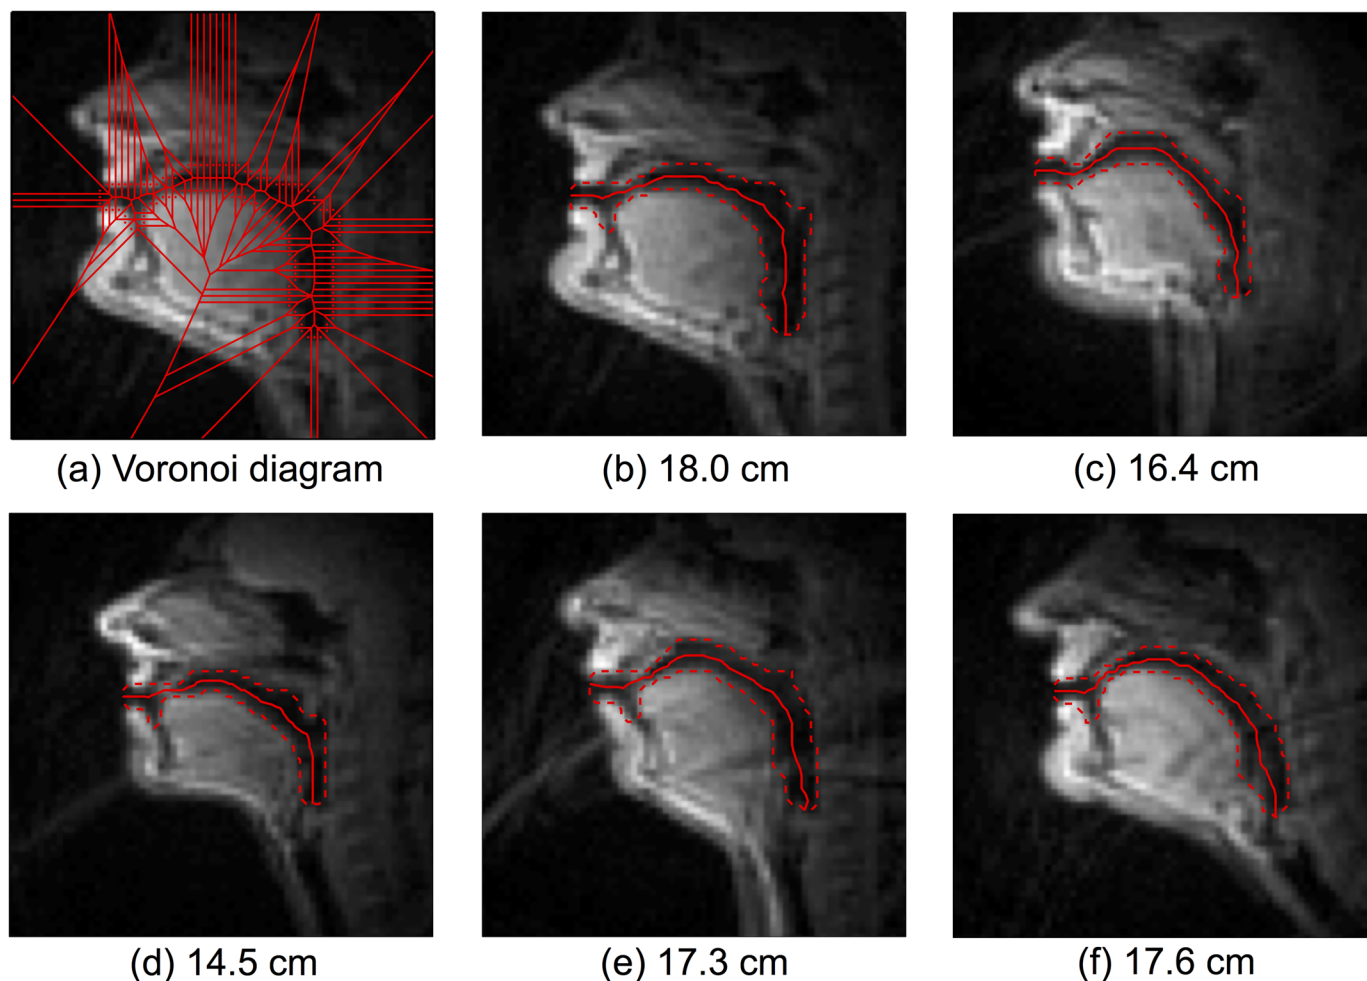 (a) Voronoi diagram
(b) 18.0 cm
(c) 16.4 cm
(d) 14.5 cm
(e) 17.3 cm
(f) 17.6 cm